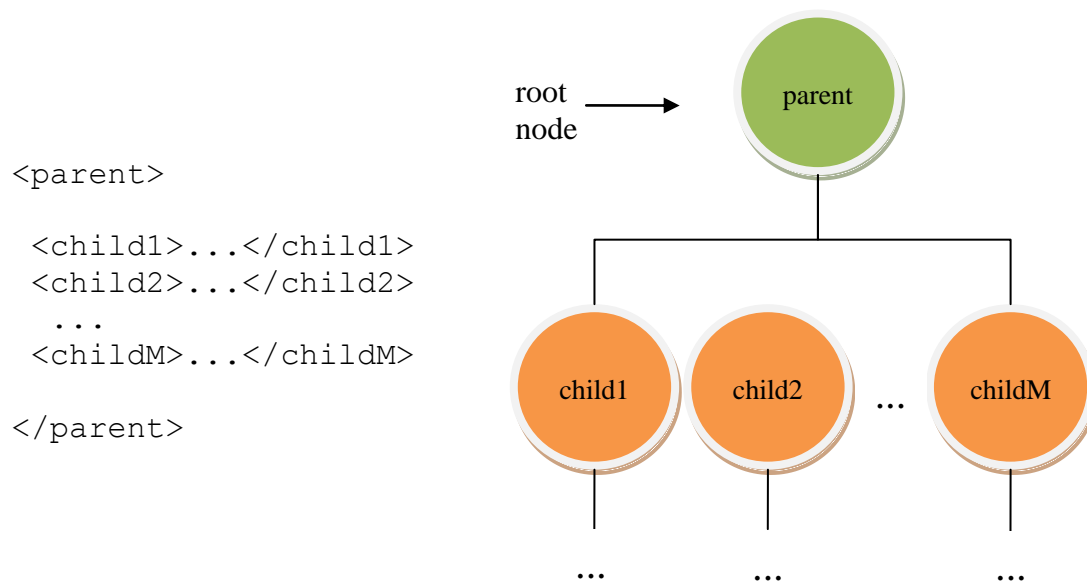 <parent>
<child1>...</child1>
<child2>...</child2>
...
<childM>...</childM>
</parent>
root
node
parent
child1
child2
...
childM
...
...
...